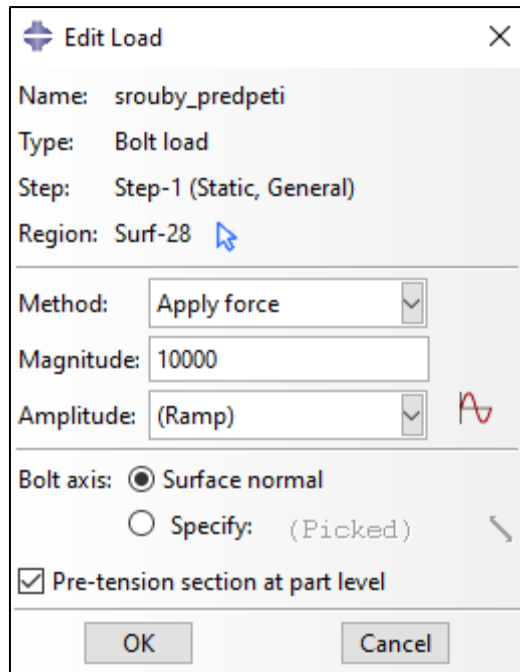 Edit Load
Name: srouby_predpeti
Type: Bolt load
Step: Step-1 (Static, General)
Region: Surf-28
Method: Apply force
Magnitude: 10000
Amplitude: (Ramp)
Bolt axis: Surface normal
Specify: (Picked)
Pre-tension section at part level
OK Cancel